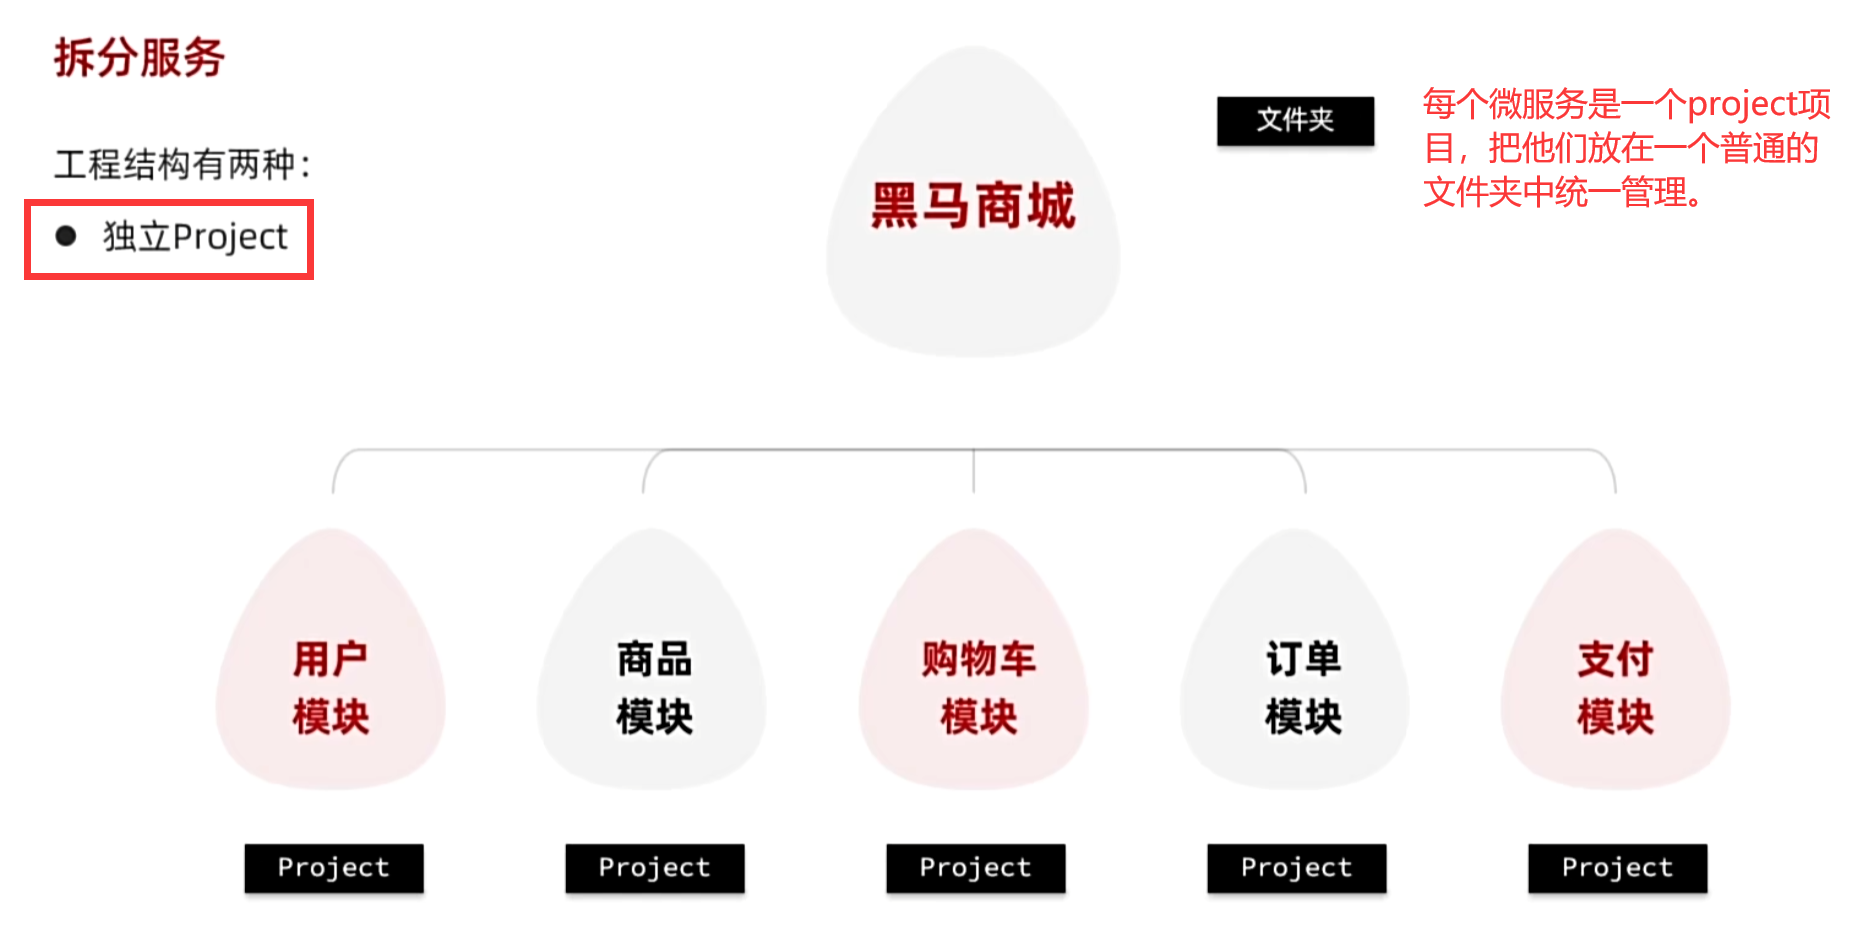 拆分服务
工程结构有两种：
● 独立Project
黑马商城
文件夹
每个微服务是一个project项
目，把他们放在一个普通的
文件夹中统一管理。
用户
模块
商品
模块
购物车
模块
订单
模块
支付
模块
Project
Project
Project
Project
Project